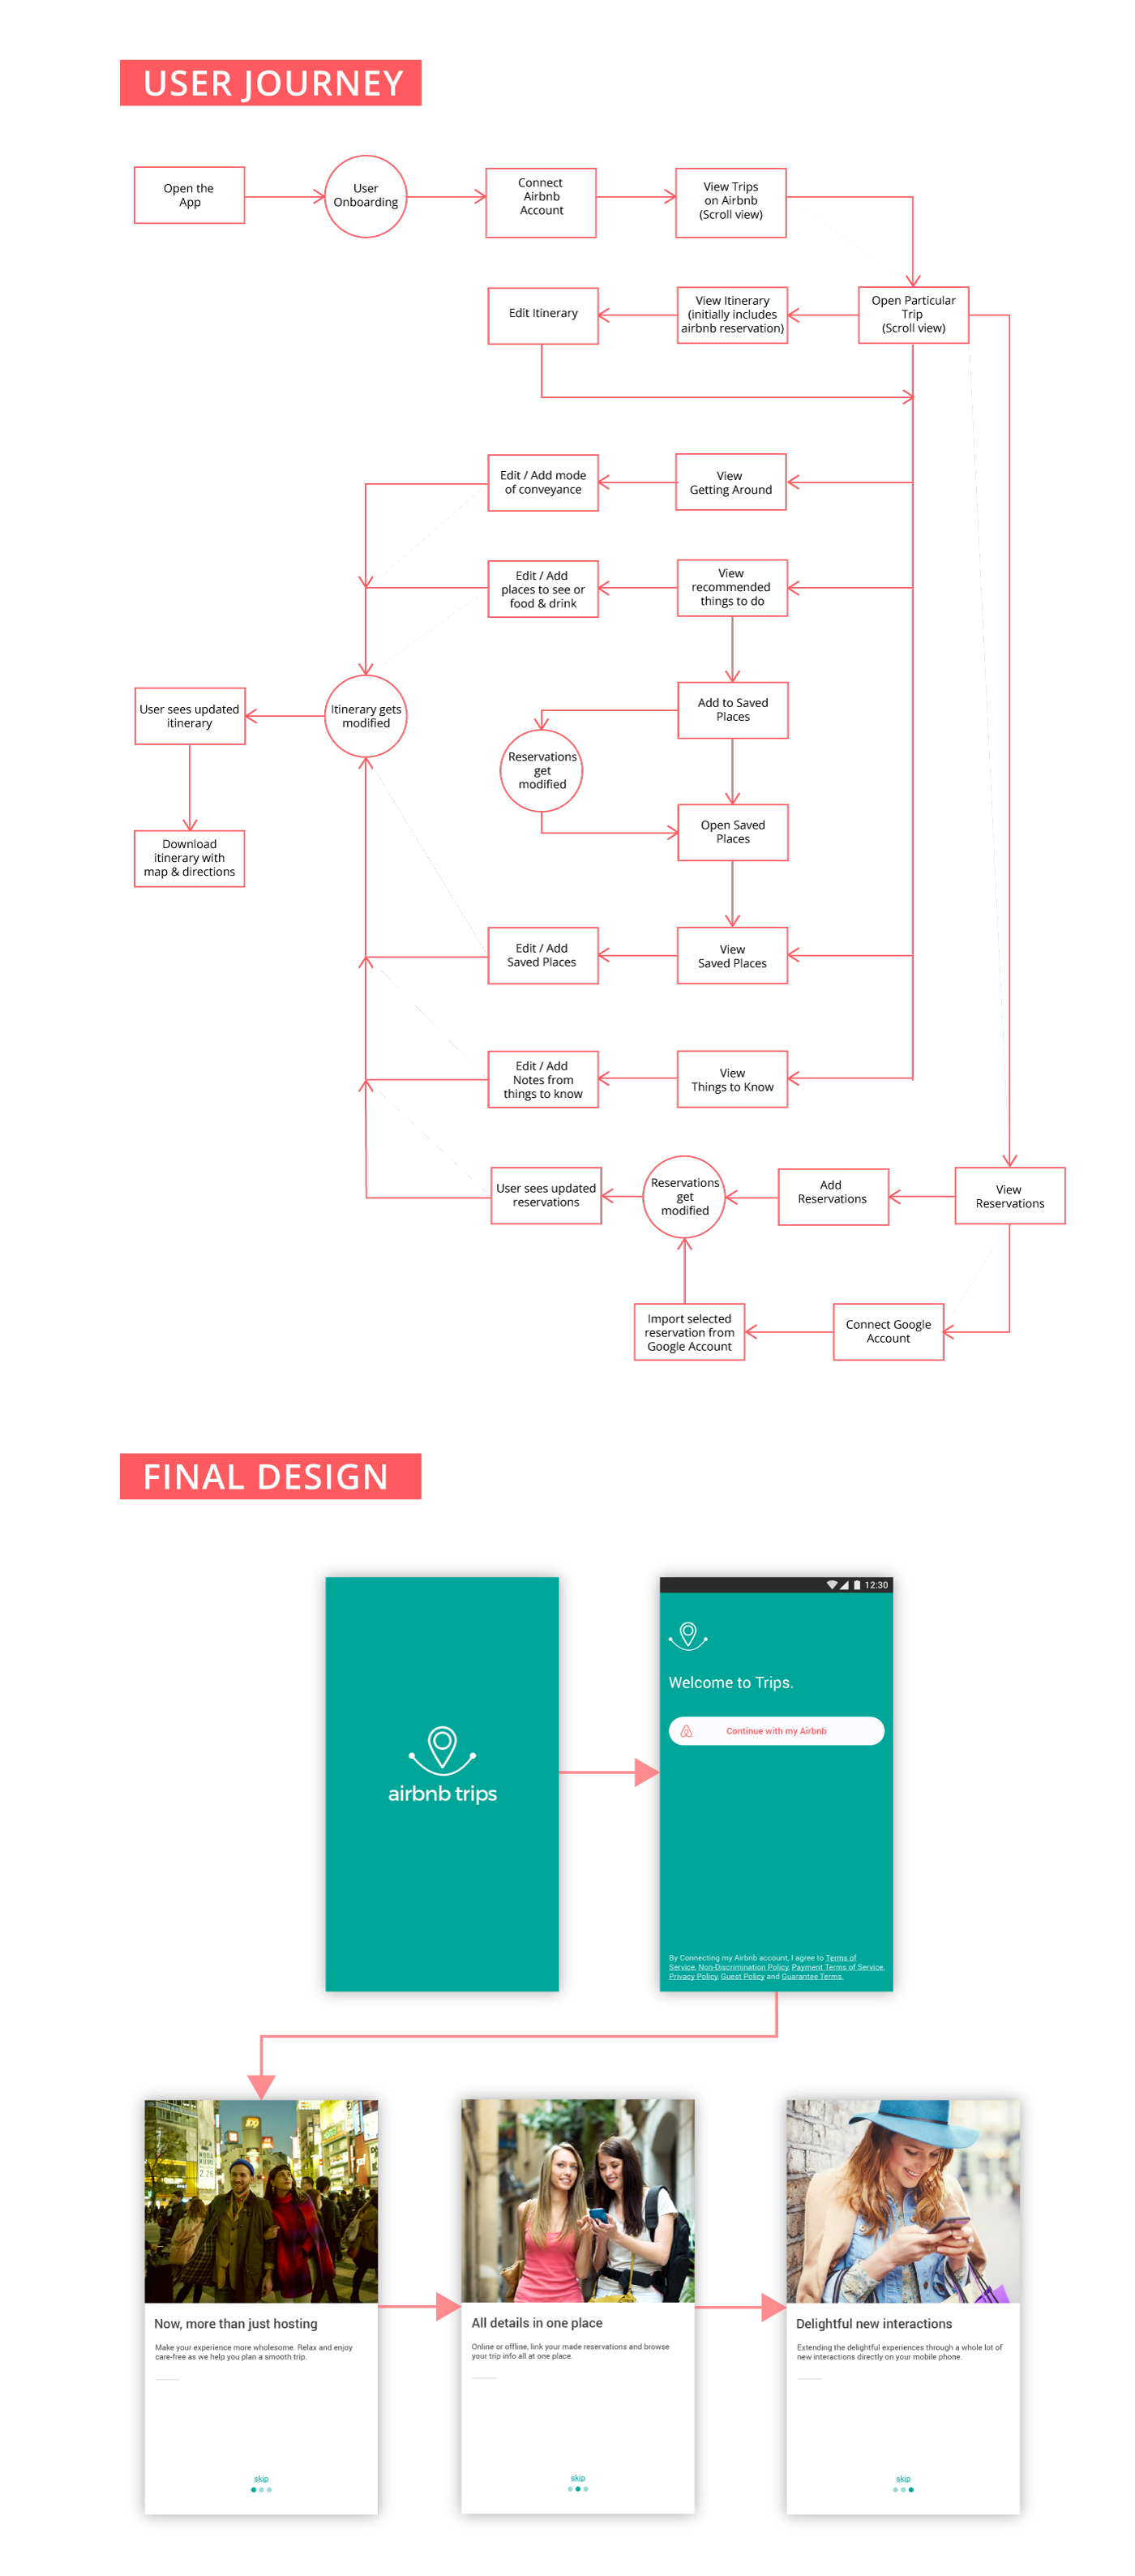 USER JOURNEY
Open the
App
User
Onboarding
Connect
Airbnb
Account
View Trips
on Airbnb
(Scroll view)
Edit Itinerary
View Itinerary
(initially includes
airbnb reservation)
Open Particular
Trip
(Scroll view)
Edit / Add mode
of conveyance
View
Getting Around
Edit / Add
places to see or
food & drink
View
recommended
things to do
User sees updated
itinerary
Itinerary gets
modified
Add to Saved
Places
Reservations
get
modified
Download
itinerary with
map & directions
Open Saved
Places
Edit / Add
Saved Places
View
Saved Places
Edit / Add
Notes from
things to know
View
Things to Know
User sees updated
reservations
Reservations
get
modified
Add
Reservations
View
Reservations
Import selected
reservation from
Google Account
Connect Google
Account
FINAL DESIGN
airbnb trips
12:30
Welcome to Trips.
Continue with my Airbnb
By Connecting my Airbnb account, I agree to Terms of
Service, Non-Discrimination Policy, Payment Terms of Service,
Privacy Policy, Guest Policy and Guarantee Terms.
Now, more than just hosting
Make your experience more wholesome. Relax and enjoy
care-free as we help you plan a smooth trip.
skip
All details in one place
Online or offline, link your made reservations and browse
your trip info all at one place.
skip
Delightful new interactions
Extending the delightful experiences through a whole lot of
new interactions directly on your mobile phone.
skip